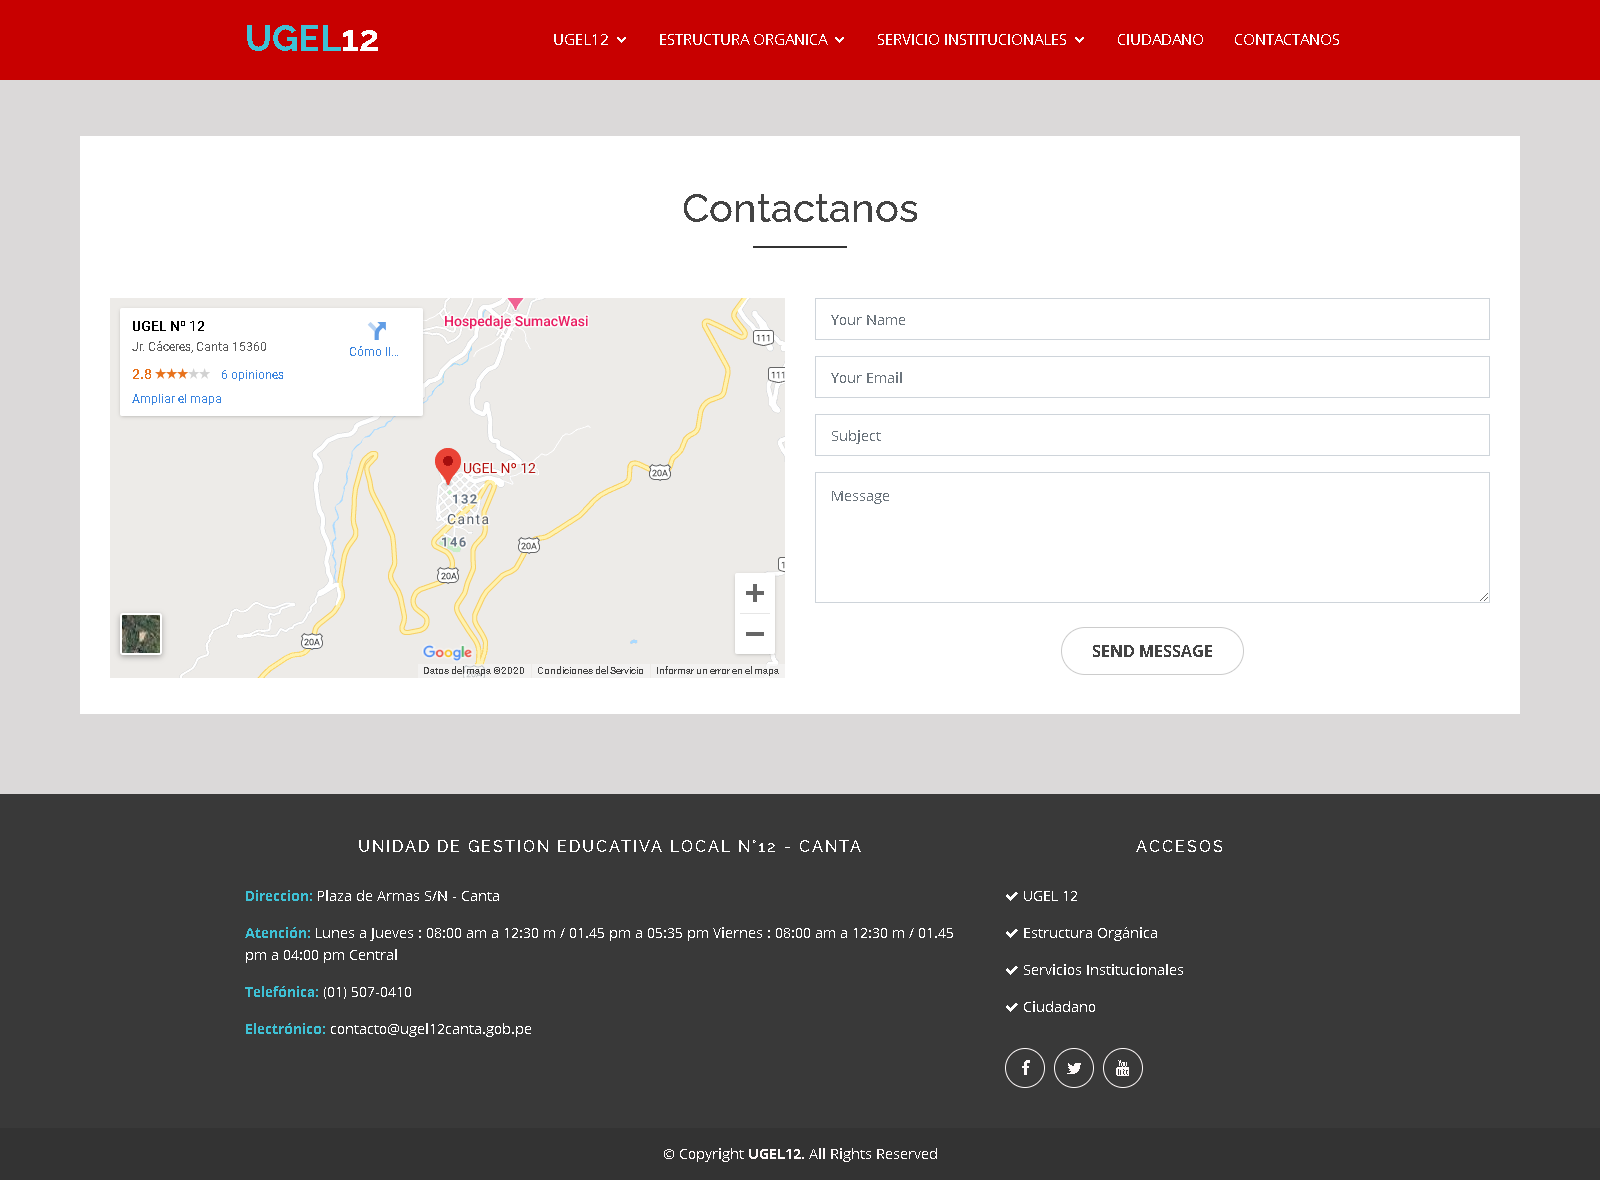 UGEL12
UGEL12
ESTRUCTURA ORGANICA
SERVICIO INSTITUCIONALES
CIUDADANO
CONTACTANOS
Contactanos
UGEL Nº 12
Jr. Cáceres, Canta 15360
2.8
6 opiniones
Ampliar el mapa
Cómo ll...
Hospedaje SumacWasi
111
111
UGEL Nº 12
132
Canta
146
20A
20A
20A
20A
Google
Datos del mapa ©2020
Condiciones del Servicio
Informar un error en el mapa
Your Name
Your Email
Subject
Message
SEND MESSAGE
UNIDAD DE GESTION EDUCATIVA LOCAL N°12 - CANTA
Direccion: Plaza de Armas S/N - Canta
Atención: Lunes a Jueves : 08:00 am a 12:30 m / 01.45 pm a 05:35 pm Viernes : 08:00 am a 12:30 m / 01.45
pm a 04:00 pm Central
Telefónica: (01) 507-0410
Electrónico: contacto@ugel12canta.gob.pe
ACCESOS
UGEL 12
Estructura Orgánica
Servicios Institucionales
Ciudadano
© Copyright UGEL12. All Rights Reserved